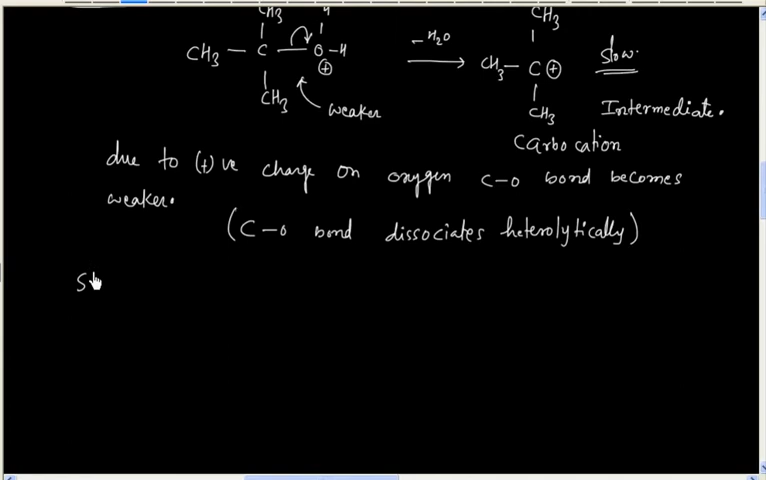 CH3 H CH3
CH3 — C — O —H -H2O CH3 — C ⊕ Slow.
⊕
CH3 weaker CH3 Intermediate.
Carbocation
due to (+)ve charge on oxygen C—O bond becomes
weaker.
(C—O bond dissociates heterolytically)
St